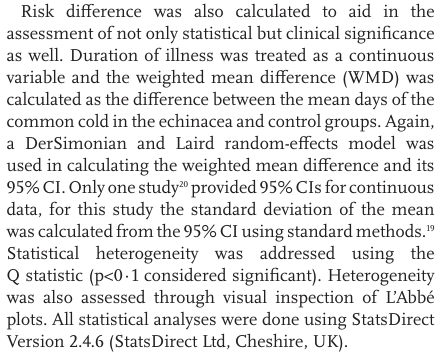 Risk difference was also calculated to aid in the
assessment of not only statistical but clinical significance
as well. Duration of illness was treated as a continuous
variable and the weighted mean difference (WMD) was
calculated as the difference between the mean days of the
common cold in the echinacea and control groups. Again,
a DerSimonian and Laird random-effects model was
used in calculating the weighted mean difference and its
95% CI. Only one study²⁰ provided 95% CIs for continuous
data, for this study the standard deviation of the mean
was calculated from the 95% CI using standard methods.¹⁹
Statistical heterogeneity was addressed using the
Q statistic (p<0·1 considered significant). Heterogeneity
was also assessed through visual inspection of L’Abbé
plots. All statistical analyses were done using StatsDirect
Version 2.4.6 (StatsDirect Ltd, Cheshire, UK).